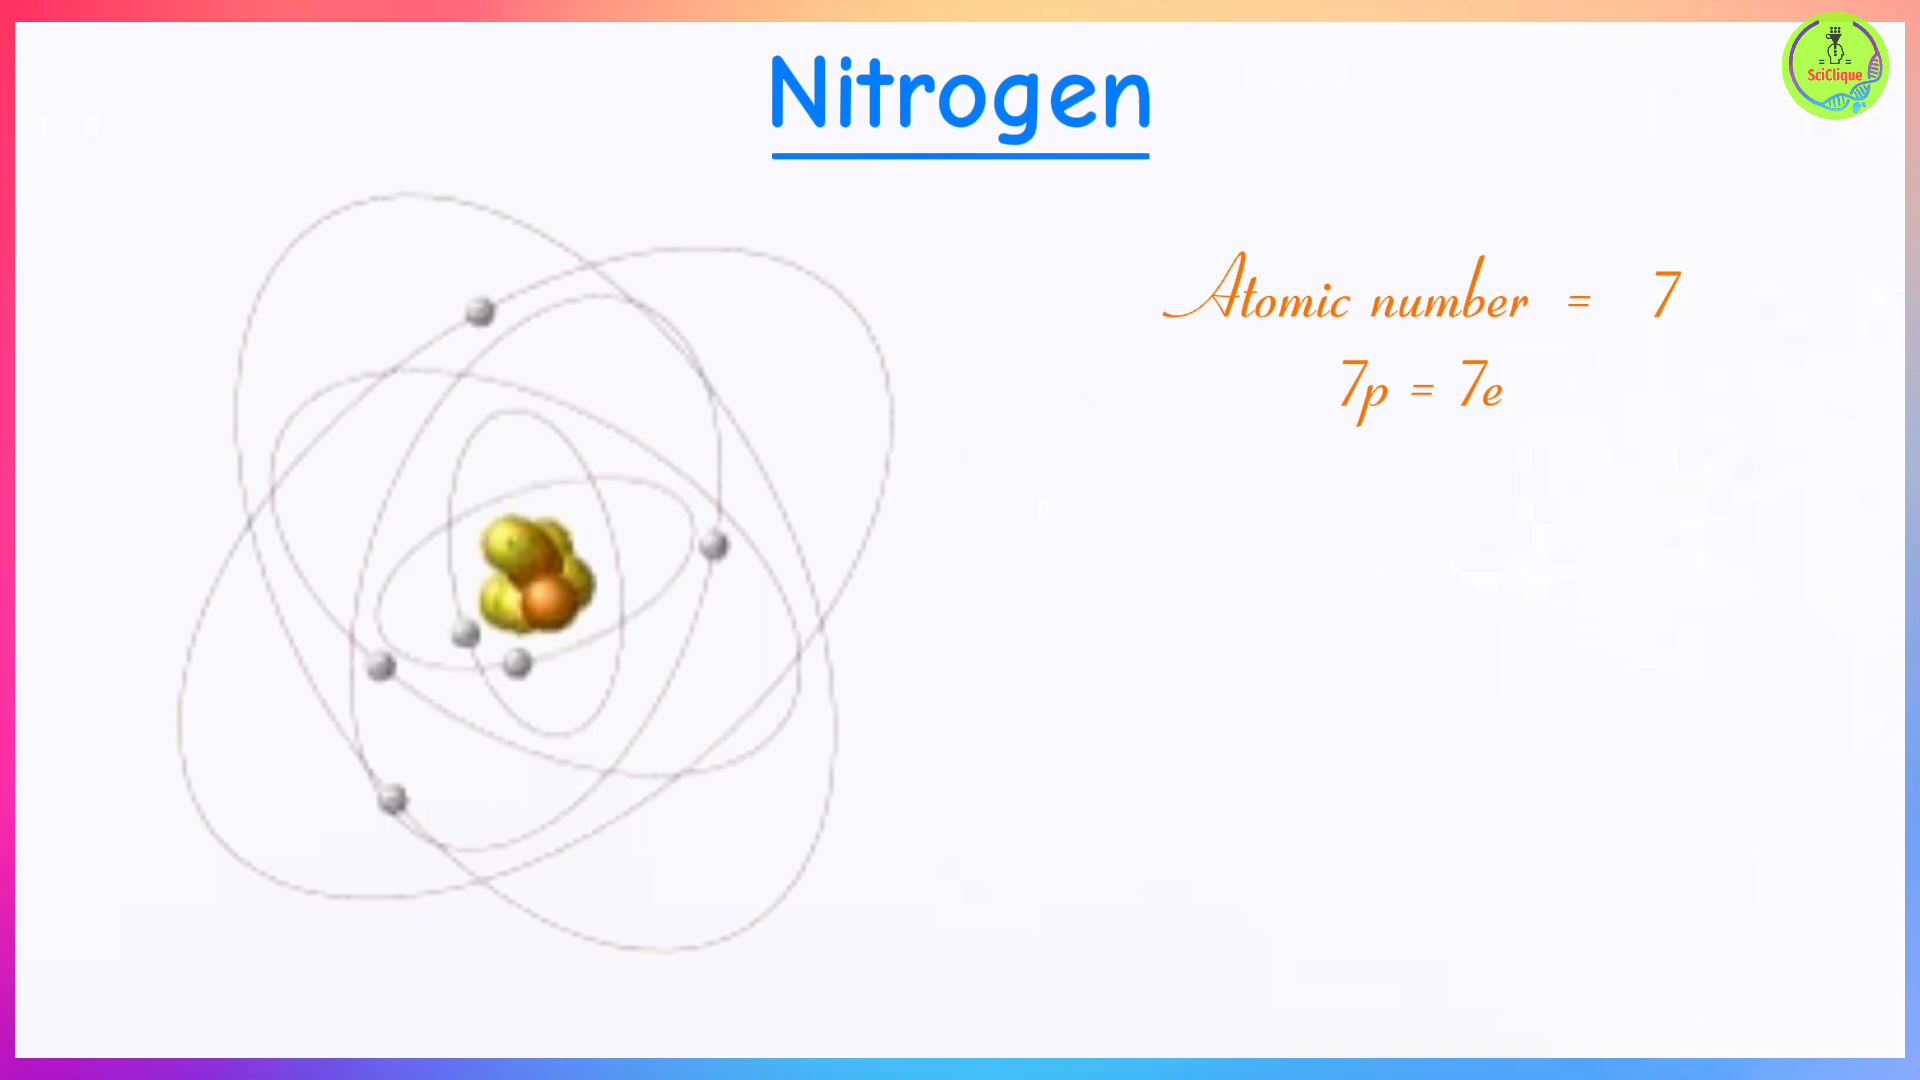 Nitrogen
SciClique
Atomic number = 7
7p = 7e